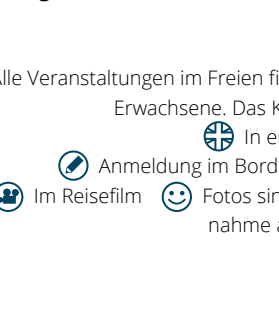 Alle Veranstaltungen im Freien fi
Erwachsene. Das K
In e
Anmeldung im Bord
Im Reisefilm Fotos sin
nahme a